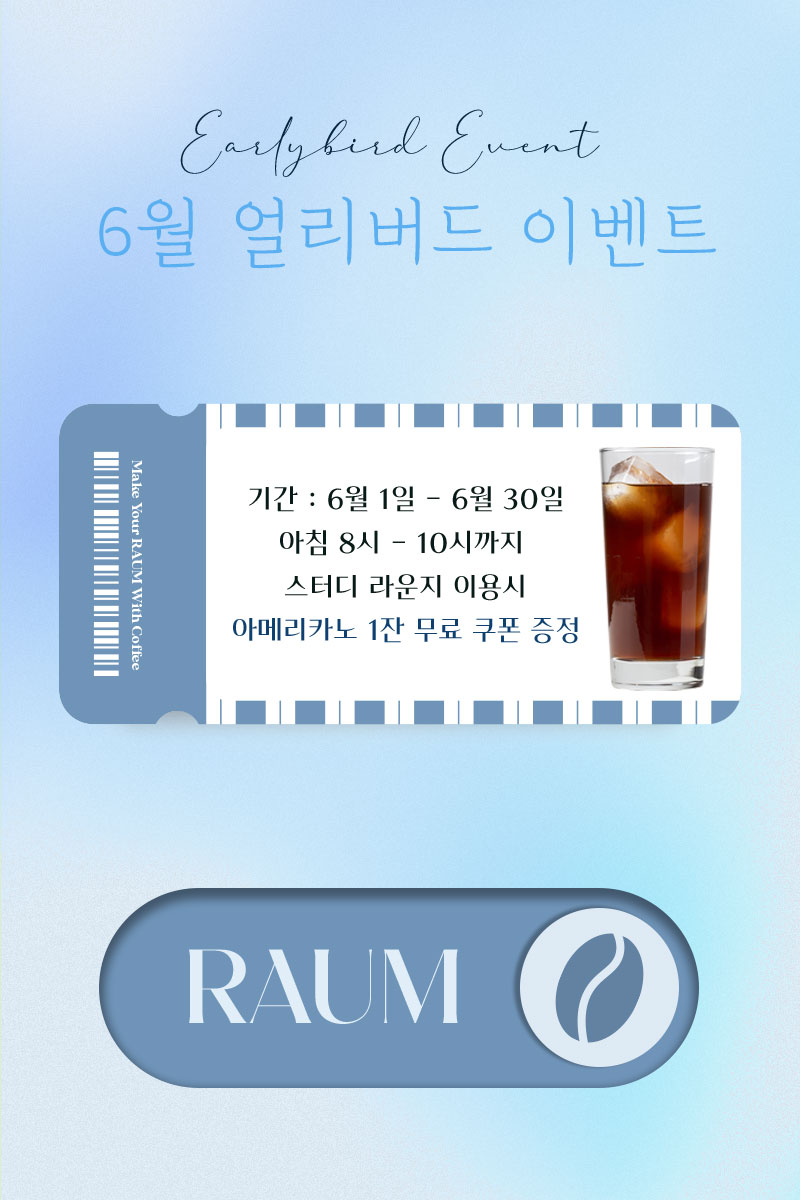 Earlybird Event
6월 얼리버드 이벤트
Make Your RAUM With Coffee
기간 : 6월 1일 - 6월 30일
아침 8시 - 10시까지
스터디 라운지 이용시
아메리카노 1잔 무료 쿠폰 증정
RAUM